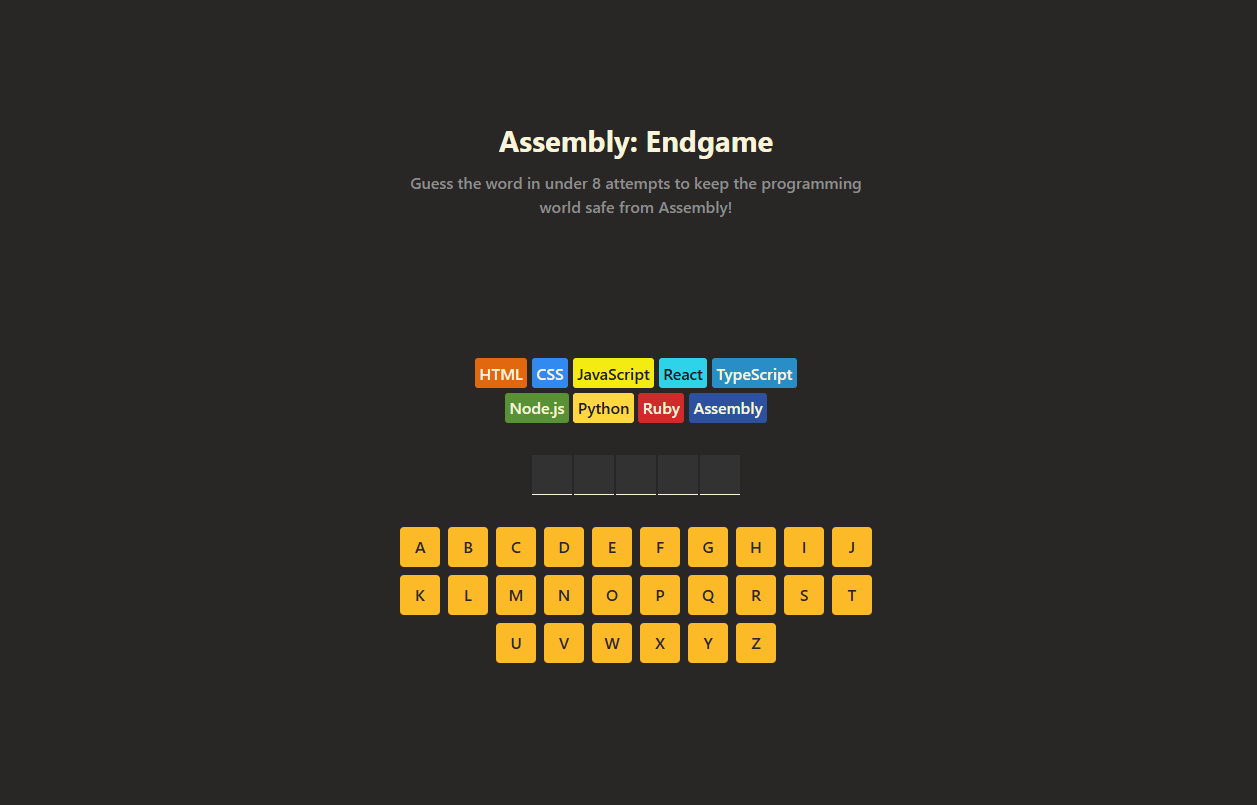 Assembly: Endgame
Guess the word in under 8 attempts to keep the programming
world safe from Assembly!
HTML CSS JavaScript React TypeScript
Node.js Python Ruby Assembly
A B C D E F G H I J
K L M N O P Q R S T
U V W X Y Z